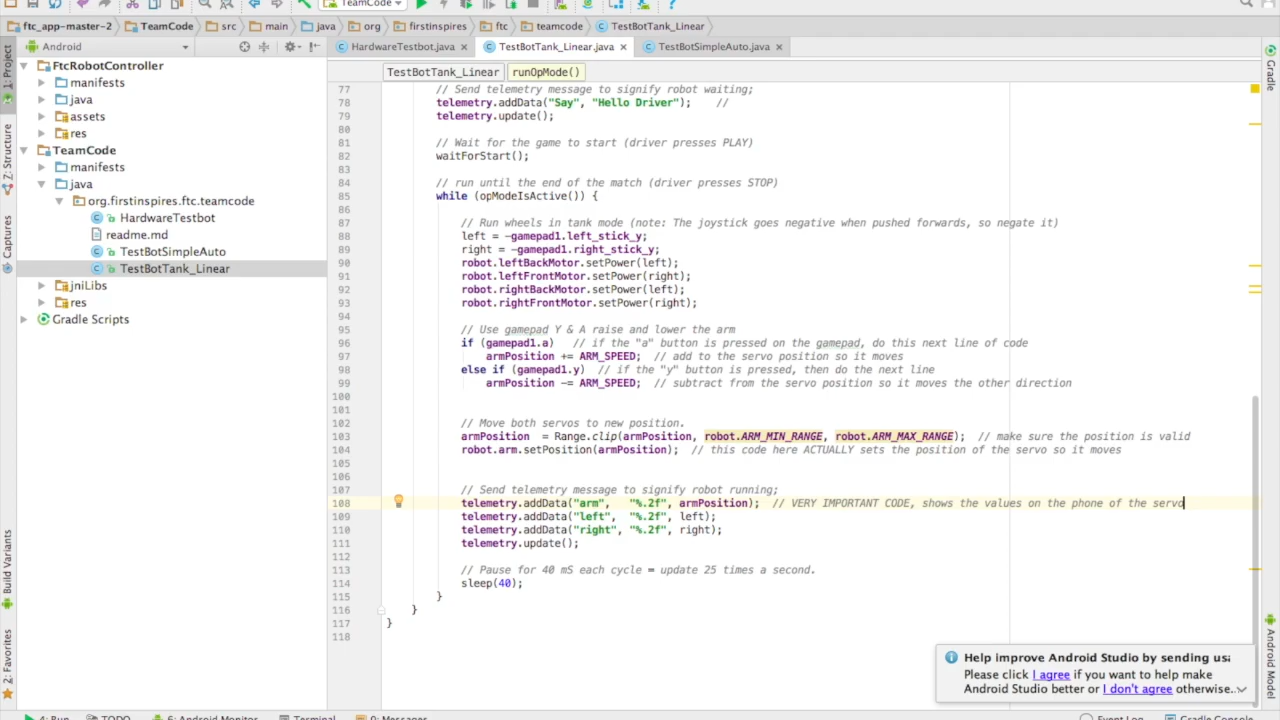 TeamCode
ftc_app-master-2 TeamCode src main java org firstinspires ftc teamcode TestBotTank_Linear
Android
HardwareTestbot.java TestBotTank_Linear.java TestBotSimpleAuto.java
TestBotTank_Linear runOpMode()
1: Project
Z: Structure
Captures
Build Variants
2: Favorites
FtcRobotController
manifests
java
assets
res
TeamCode
manifests
java
org.firstinspires.ftc.teamcode
HardwareTestbot
readme.md
TestBotSimpleAuto
TestBotTank_Linear
jniLibs
res
Gradle Scripts
77 // Send telemetry message to signify robot waiting;
78 telemetry.addData("Say", "Hello Driver"); //
79 telemetry.update();
80
81 // Wait for the game to start (driver presses PLAY)
82 waitForStart();
83
84 // run until the end of the match (driver presses STOP)
85 while (opModeIsActive()) {
86
87 // Run wheels in tank mode (note: The joystick goes negative when pushed forwards, so negate it)
88 left = -gamepad1.left_stick_y;
89 right = -gamepad1.right_stick_y;
90 robot.leftBackMotor.setPower(left);
91 robot.leftFrontMotor.setPower(right);
92 robot.rightBackMotor.setPower(left);
93 robot.rightFrontMotor.setPower(right);
94
95 // Use gamepad Y & A raise and lower the arm
96 if (gamepad1.a) // if the "a" button is pressed on the gamepad, do this next line of code
97 armPosition += ARM_SPEED; // add to the servo position so it moves
98 else if (gamepad1.y) // if the "y" button is pressed, then do the next line
99 armPosition -= ARM_SPEED; // subtract from the servo position so it moves the other direction
100
101
102 // Move both servos to new position.
103 armPosition = Range.clip(armPosition, robot.ARM_MIN_RANGE, robot.ARM_MAX_RANGE); // make sure the position is valid
104 robot.arm.setPosition(armPosition); // this code here ACTUALLY sets the position of the servo so it moves
105
106
107 // Send telemetry message to signify robot running;
108 telemetry.addData("arm", "%.2f", armPosition); // VERY IMPORTANT CODE, shows the values on the phone of the servo
109 telemetry.addData("left", "%.2f", left);
110 telemetry.addData("right", "%.2f", right);
111 telemetry.update();
112
113 // Pause for 40 mS each cycle = update 25 times a second.
114 sleep(40);
115 }
116 }
117 }
118
Gradle
Android Model
Help improve Android Studio by sending usa
Please click I agree if you want to help make
Android Studio better or I don't agree otherwise...
4: Run TODO 6: Android Monitor Terminal 0: Messages Event Log Gradle Console